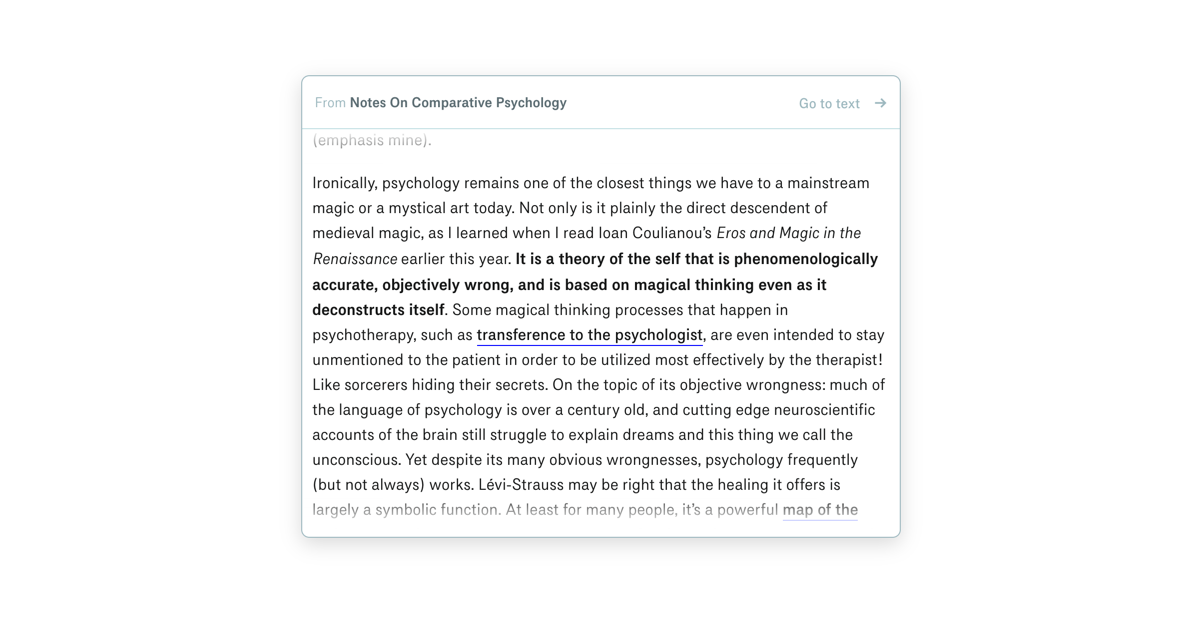 From Notes On Comparative Psychology
Go to text →
(emphasis mine).
Ironically, psychology remains one of the closest things we have to a mainstream
magic or a mystical art today. Not only is it plainly the direct descendent of
medieval magic, as I learned when I read Ioan Coulianou’s Eros and Magic in the
Renaissance earlier this year. It is a theory of the self that is phenomenologically
accurate, objectively wrong, and is based on magical thinking even as it
deconstructs itself. Some magical thinking processes that happen in
psychotherapy, such as transference to the psychologist, are even intended to stay
unmentioned to the patient in order to be utilized most effectively by the therapist!
Like sorcerers hiding their secrets. On the topic of its objective wrongness: much of
the language of psychology is over a century old, and cutting edge neuroscientific
accounts of the brain still struggle to explain dreams and this thing we call the
unconscious. Yet despite its many obvious wrongnesses, psychology frequently
(but not always) works. Lévi-Strauss may be right that the healing it offers is
largely a symbolic function. At least for many people, it’s a powerful map of the